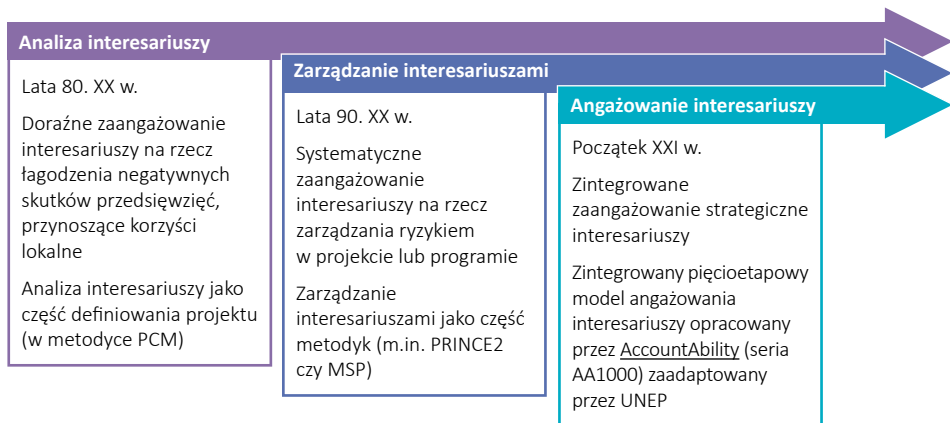 Analiza interesariuszy
Lata 80. XX w.
Doraźne zaangażowanie
interesariuszy na rzecz
łagodzenia negatywnych
skutków przedsięwzięć,
przynoszące korzyści
lokalne
Analiza interesariuszy jako
część definiowania projektu
(w metodyce PCM)
Zarządzanie interesariuszami
Lata 90. XX w.
Systematyczne
zaangażowanie
interesariuszy na rzecz
zarządzania ryzykiem
w projekcie lub programie
Zarządzanie
interesariuszami jako część
metodyk (m.in. PRINCE2
czy MSP)
Angażowanie interesariuszy
Początek XXI w.
Zintegrowane
zaangażowanie strategiczne
interesariuszy
Zintegrowany pięcioetapowy
model angażowania
interesariuszy opracowany
przez AccountAbility (seria
AA1000) zaadaptowany
przez UNEP